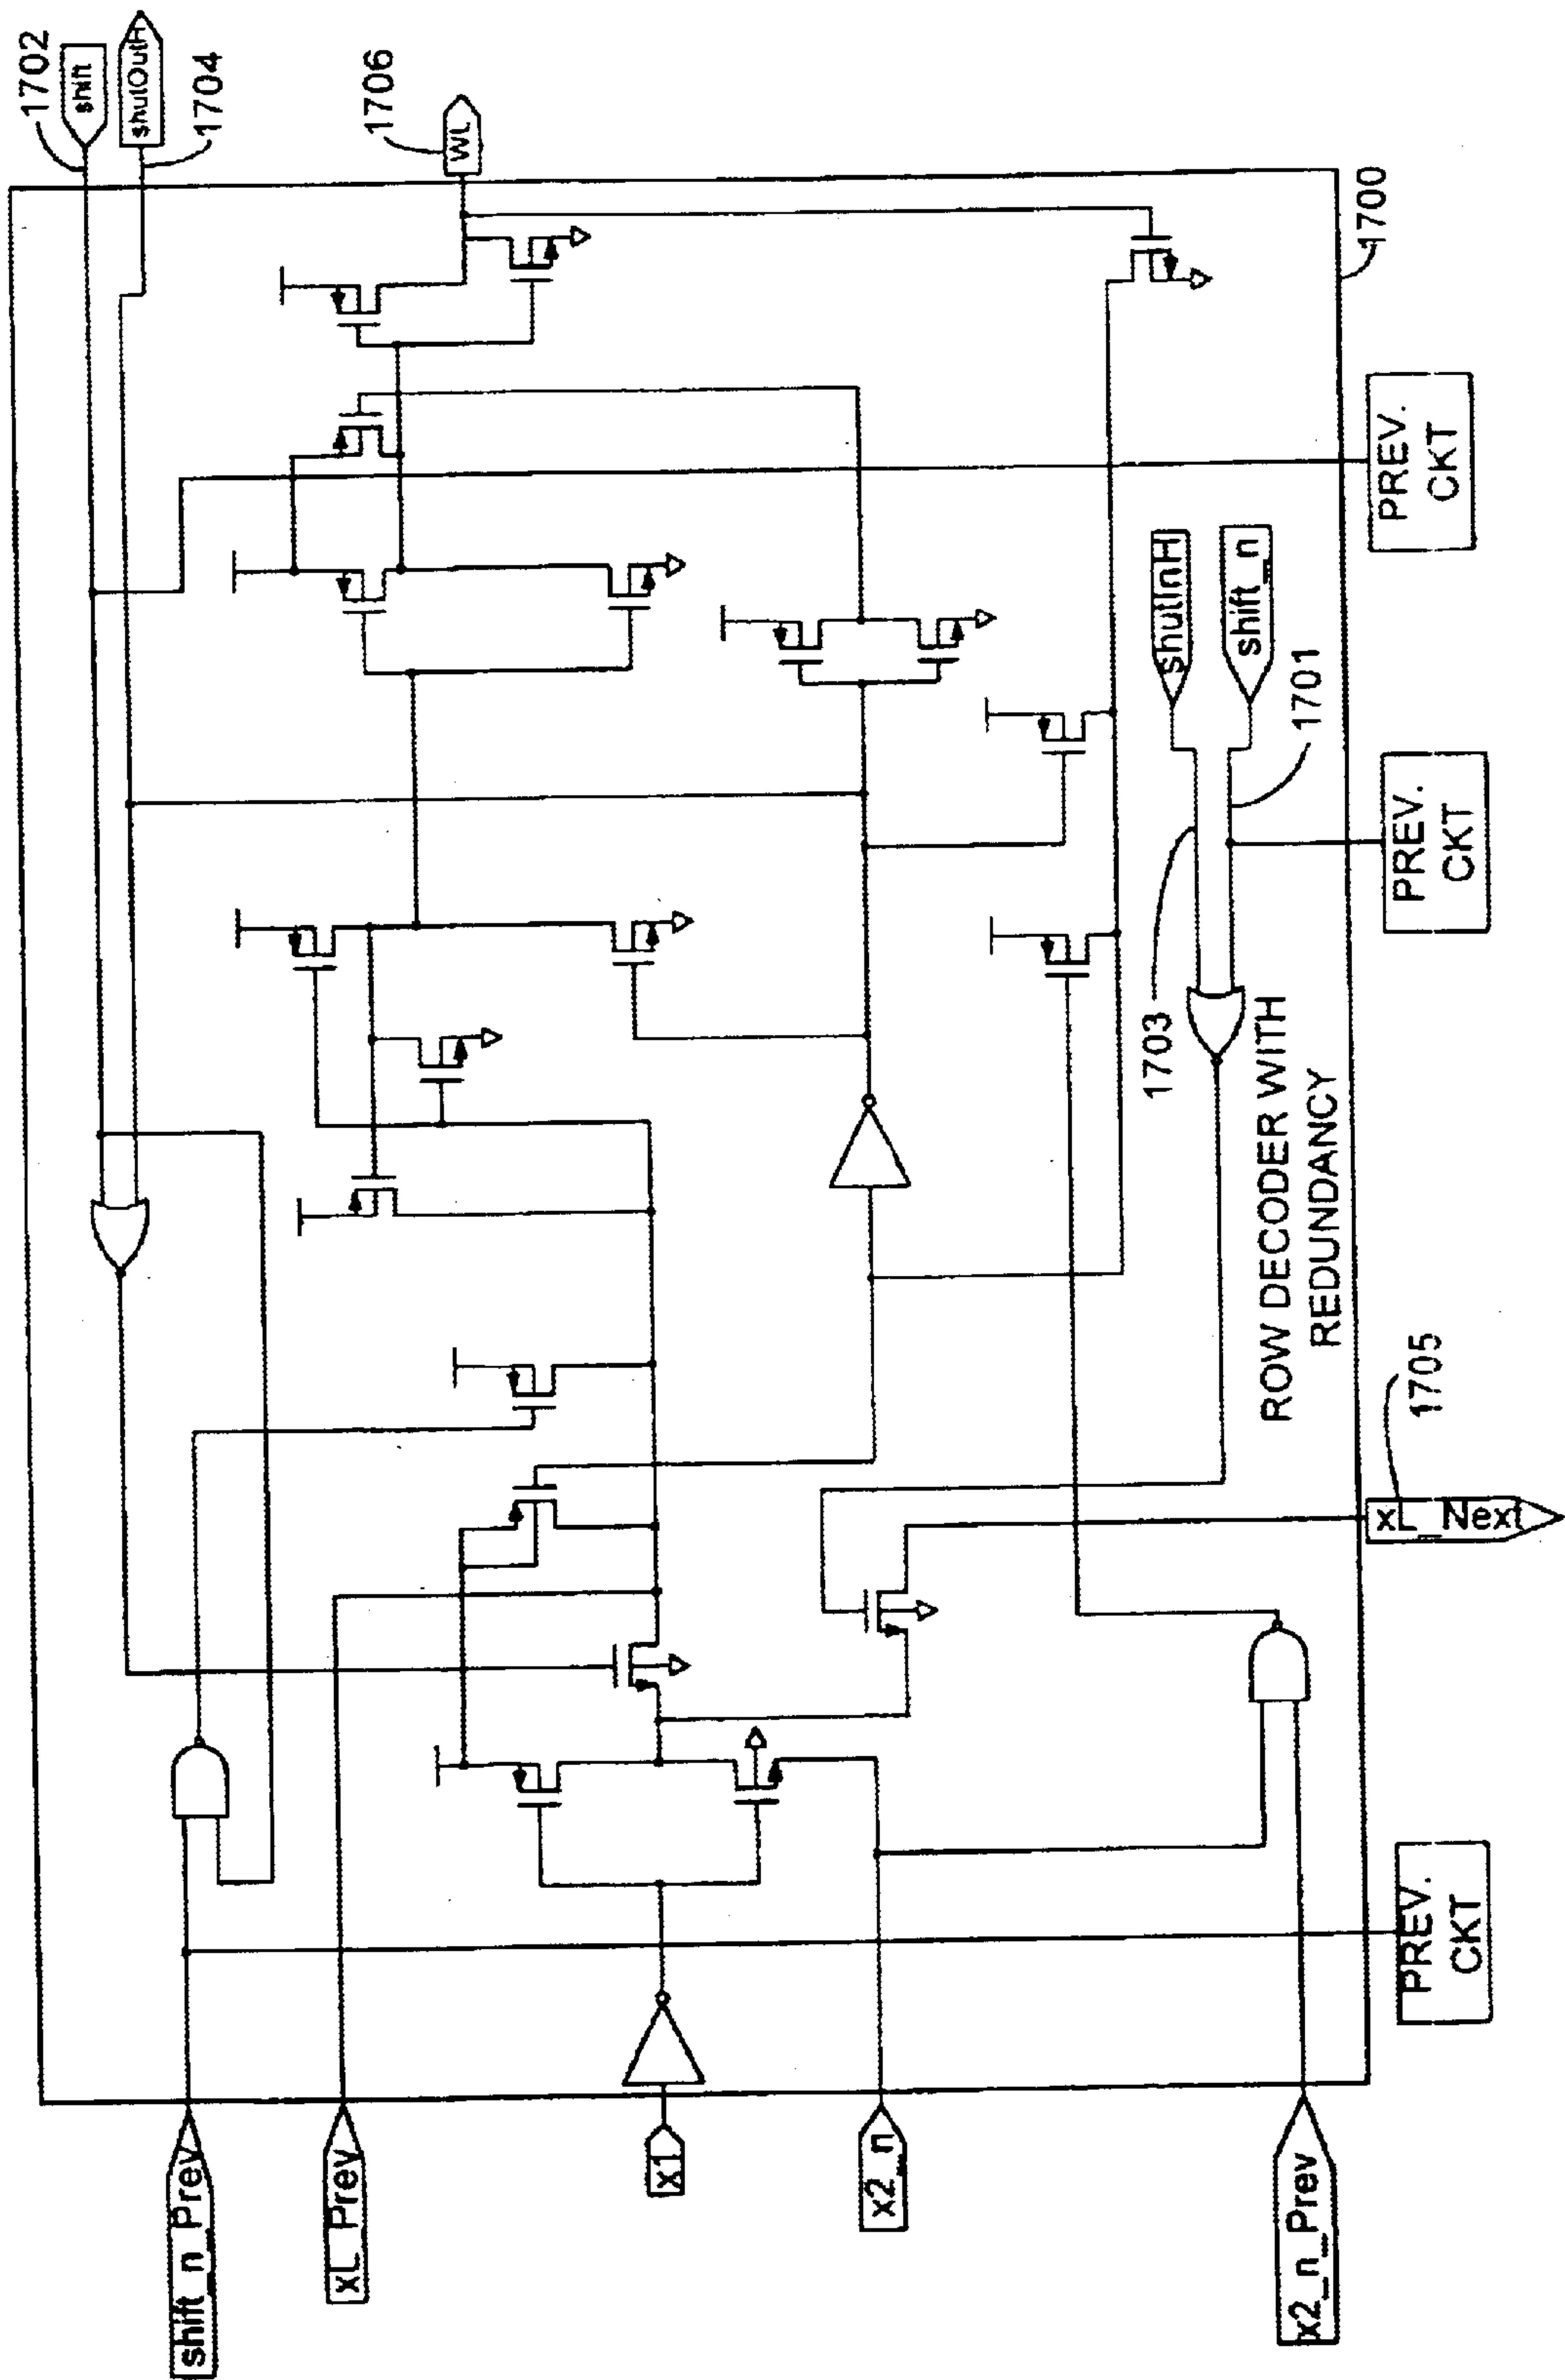 1702
shift
shutOutH
1704
1706
WL
1700
PREV.
CKT
shutInH
shift_n
1701
PREV.
CKT
1703
ROW DECODER WITH
REDUNDANCY
1705
xL_Next
PREV.
CKT
shift_n_Prev
xL_Prev
x1
x2_n
x2_n_Prev